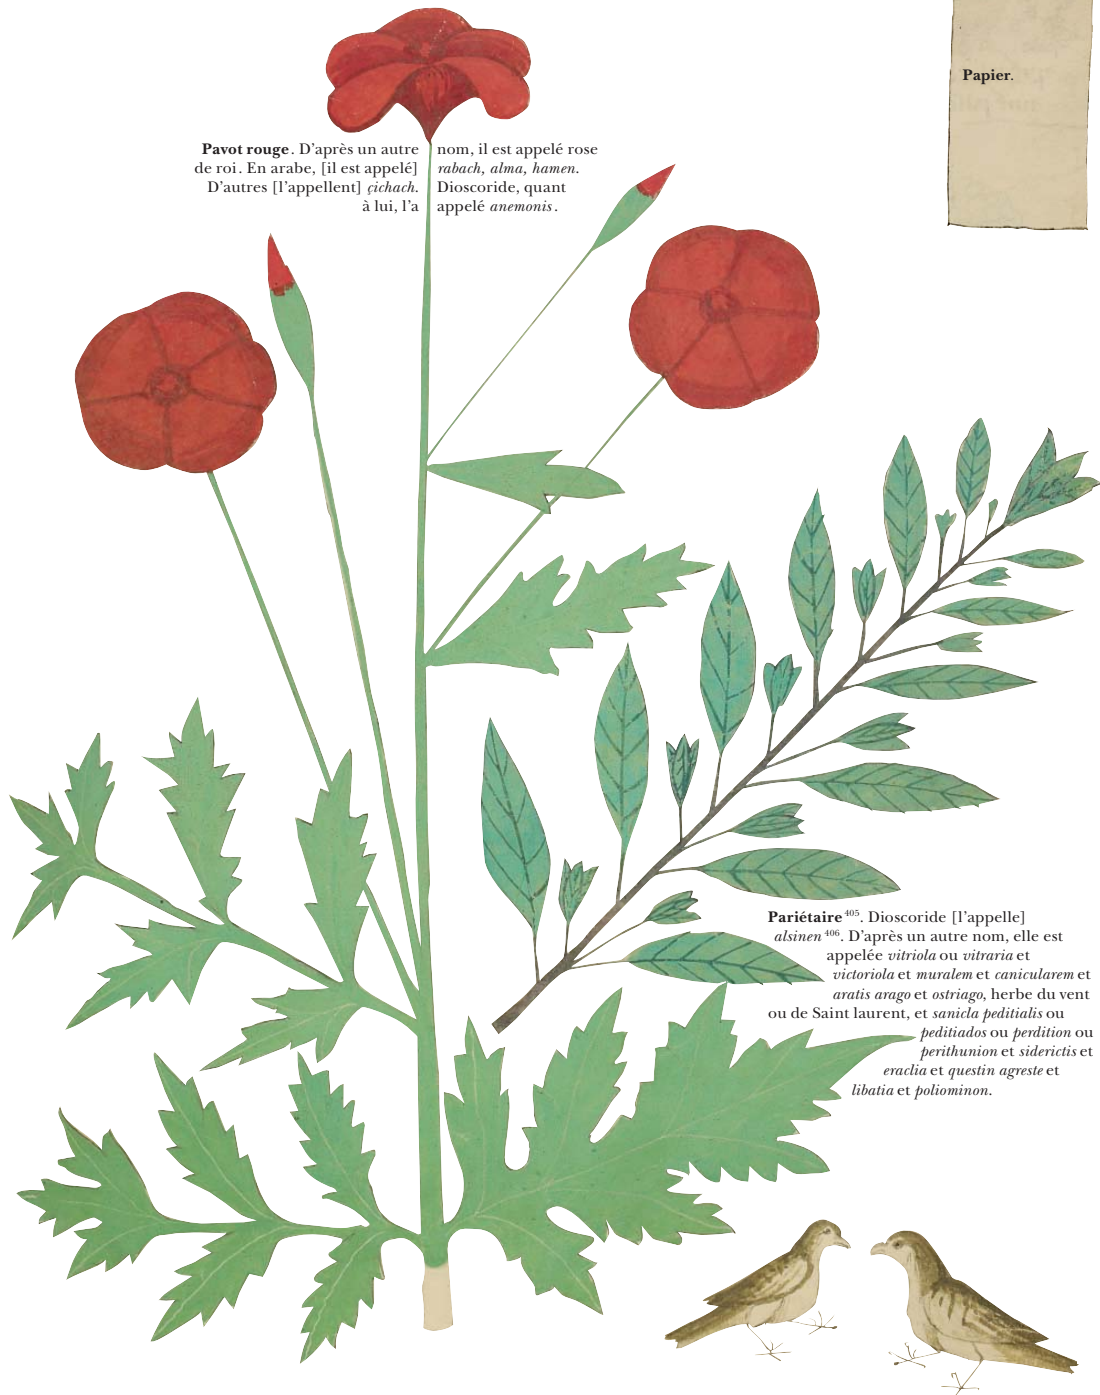 Papier.
Pavot rouge. D'après un autre nom, il est appelé rose
de roi. En arabe, [il est appelé] rabach, alma, hamen.
D'autres [l'appellent] çichach. Dioscoride, quant
à lui, l'a appelé anemonis.
Pariétaire 405. Dioscoride [l'appelle]
alsinen 406. D'après un autre nom, elle est
appelée vitriola ou vitraria et
victoriola et muralem et canicularem et
aratis arago et ostriago, herbe du vent
ou de Saint laurent, et sanicla peditialis ou
peditiados ou perdition ou
perithunion et siderictis et
eraclia et questin agreste et
libatia et poliominon.